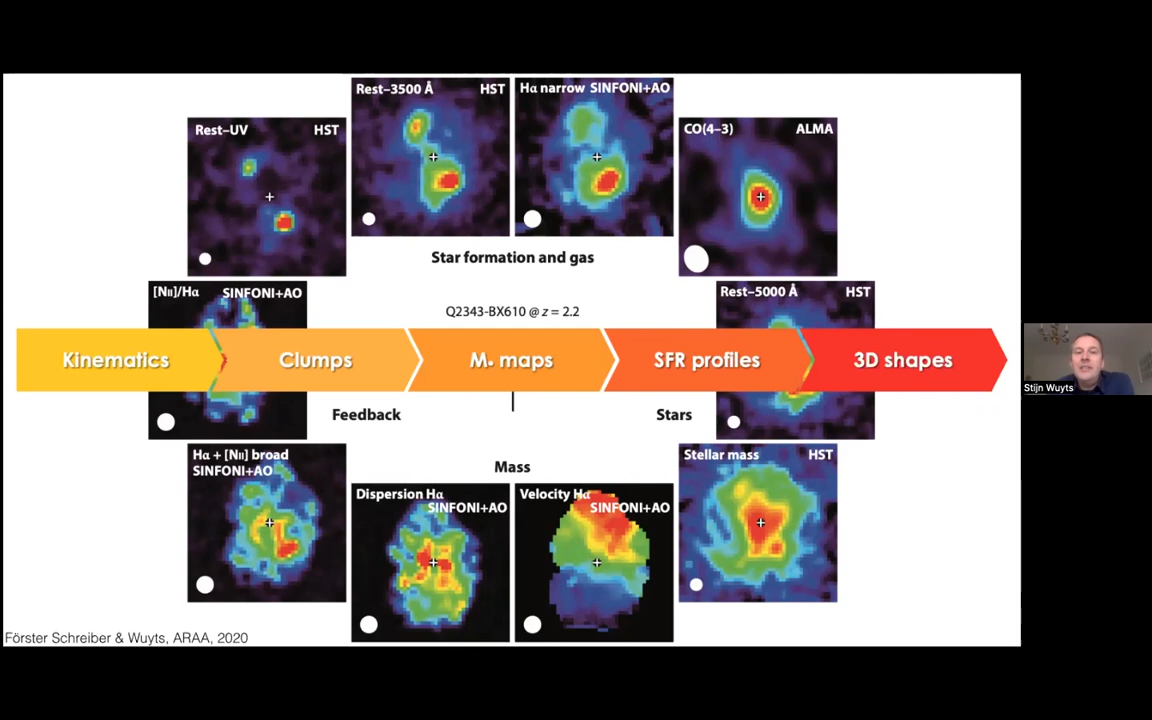 Rest–3500 Å HST
Hα narrow SINFONI+AO
Rest–UV HST
CO(4–3) ALMA
Star formation and gas
[NII]/Hα SINFONI+AO
Rest–5000 Å HST
Q2343-BX610 @ z = 2.2
Kinematics
Clumps
M* maps
SFR profiles
3D shapes
Stijn Wuyts
Feedback
Stars
Hα + [NII] broad
SINFONI+AO
Mass
Stellar mass HST
Dispersion Hα
SINFONI+AO
Velocity Hα
SINFONI+AO
Förster Schreiber & Wuyts, ARAA, 2020